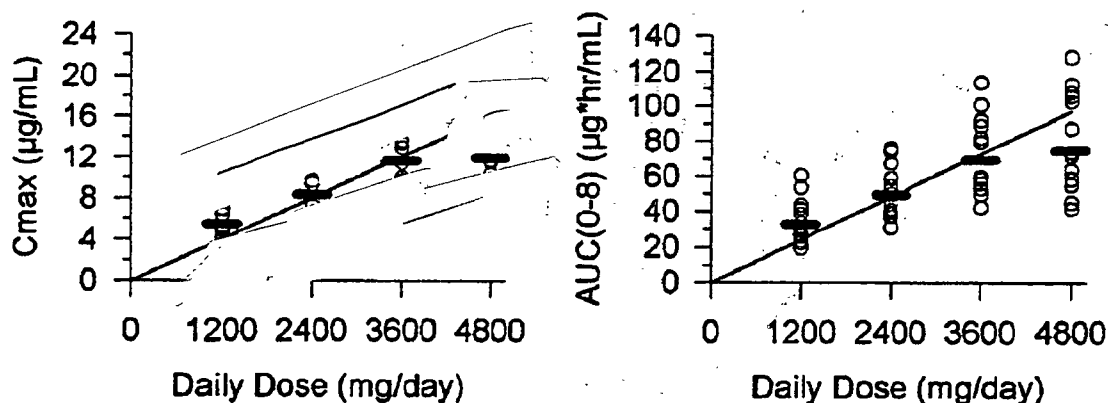 Cmax (µg/mL)
24
20
16
12
8
4
0
0 1200 2400 3600 4800
Daily Dose (mg/day)
AUC(0-8) (µg*hr/mL)
140
120
100
80
60
40
20
0
0 1200 2400 3600 4800
Daily Dose (mg/day)